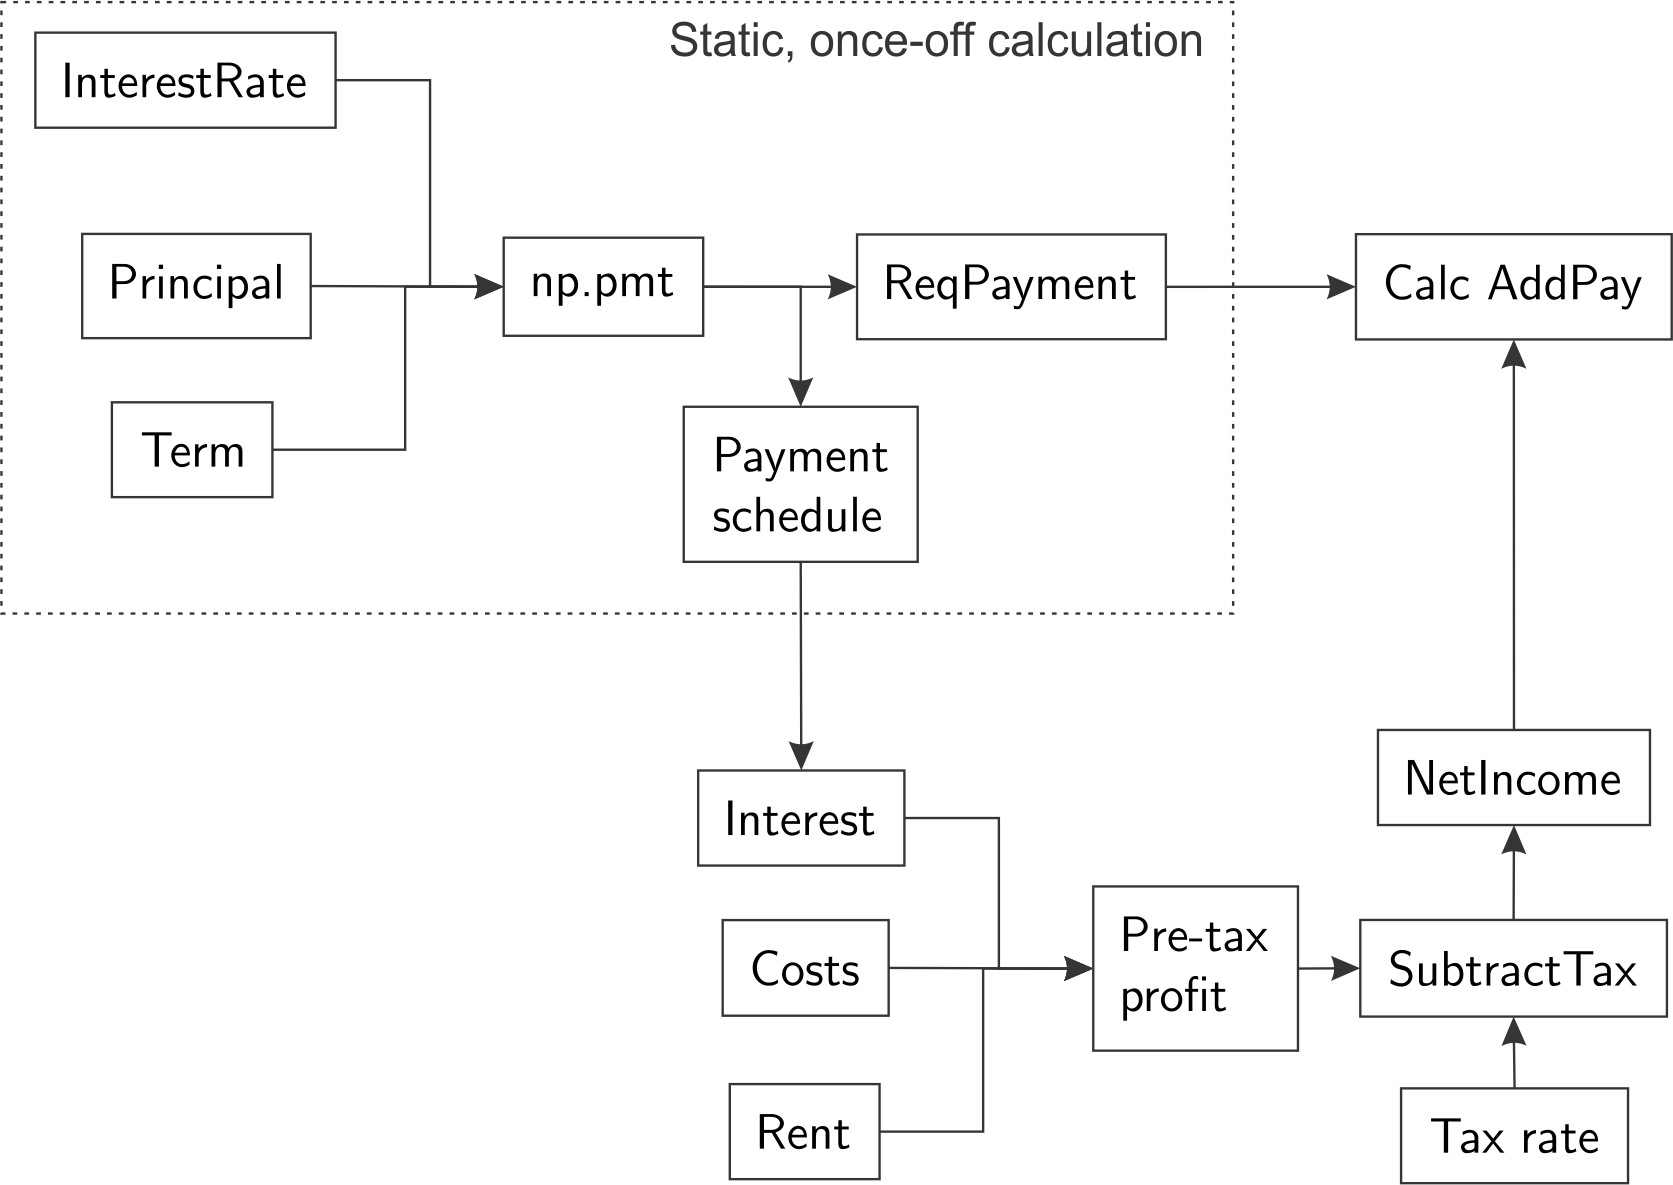 Static, once-off calculation
InterestRate
Principal
np.pmt
ReqPayment
Calc AddPay
Term
Payment
schedule
Interest
NetIncome
Costs
Pre-tax
profit
SubtractTax
Rent
Tax rate